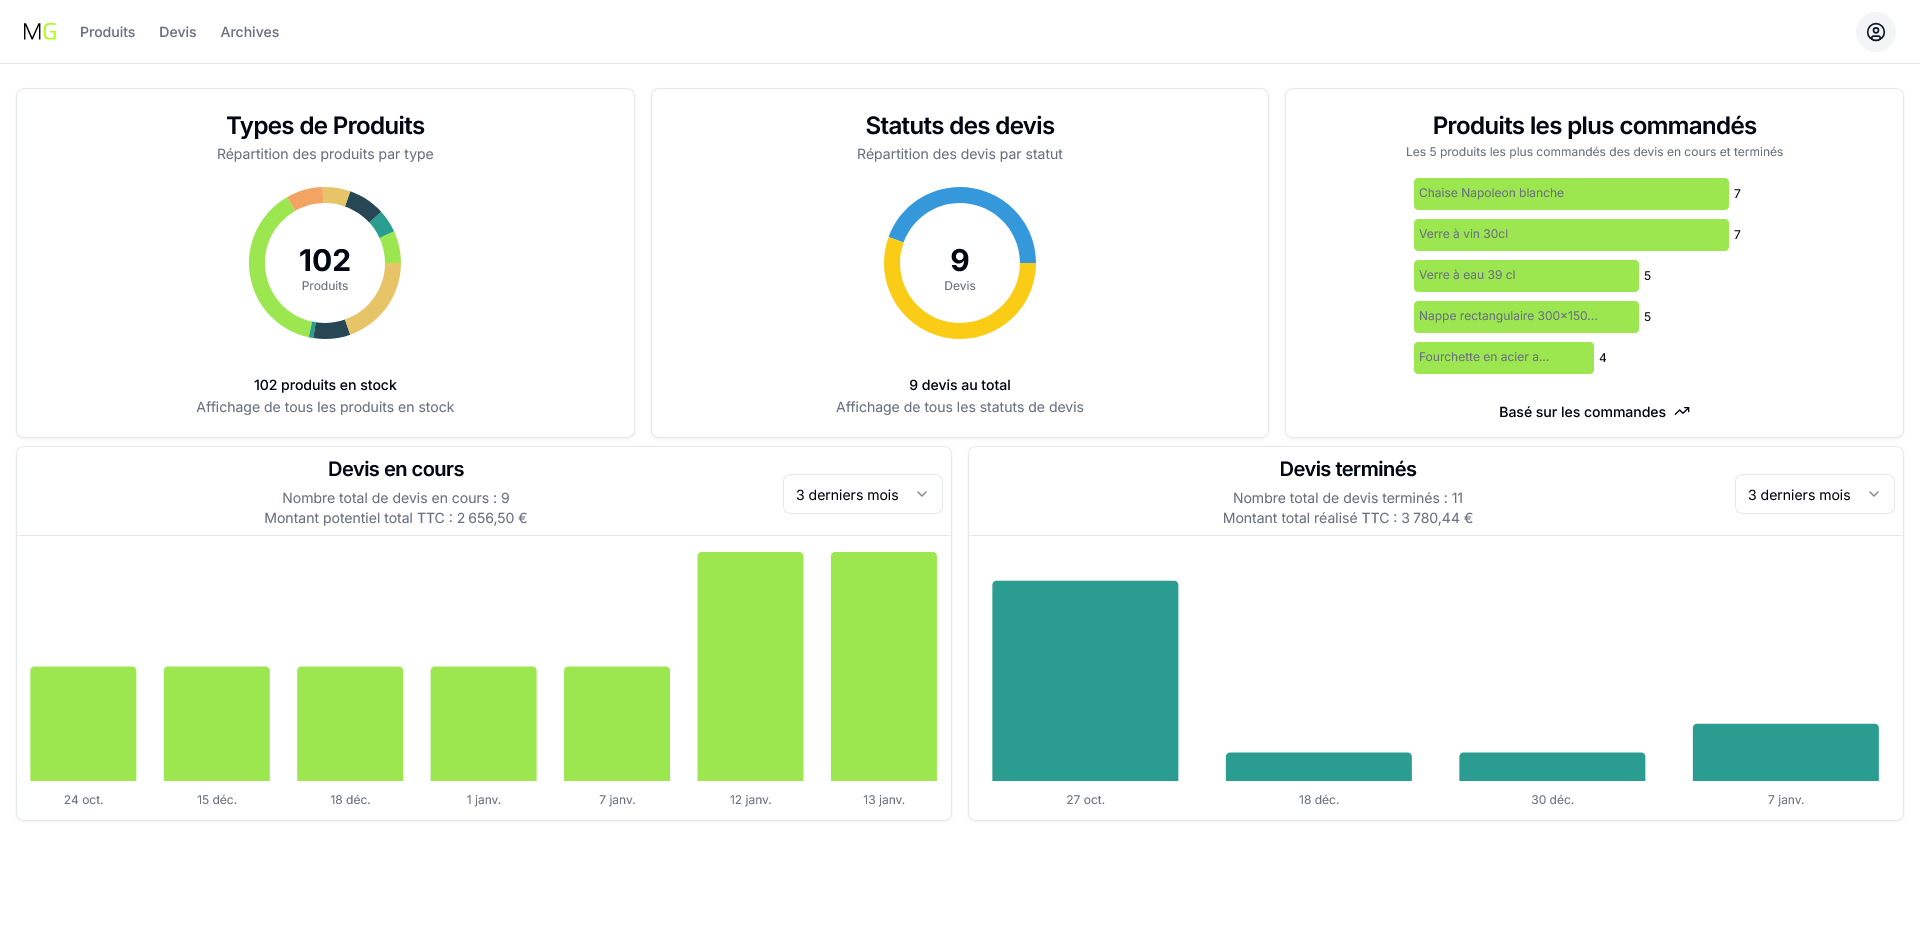 MG
Produits
Devis
Archives
Types de Produits
Répartition des produits par type
102
Produits
102 produits en stock
Affichage de tous les produits en stock
Statuts des devis
Répartition des devis par statut
9
Devis
9 devis au total
Affichage de tous les statuts de devis
Produits les plus commandés
Les 5 produits les plus commandés des devis en cours et terminés
Chaise Napoleon blanche 7
Verre à vin 30cl 7
Verre à eau 39 cl 5
Nappe rectangulaire 300x150... 5
Fourchette en acier a... 4
Basé sur les commandes
Devis en cours
Nombre total de devis en cours : 9
Montant potentiel total TTC : 2 656,50 €
3 derniers mois
24 oct. 15 déc. 18 déc. 1 janv. 7 janv. 12 janv. 13 janv.
Devis terminés
Nombre total de devis terminés : 11
Montant total réalisé TTC : 3 780,44 €
3 derniers mois
27 oct. 18 déc. 30 déc. 7 janv.